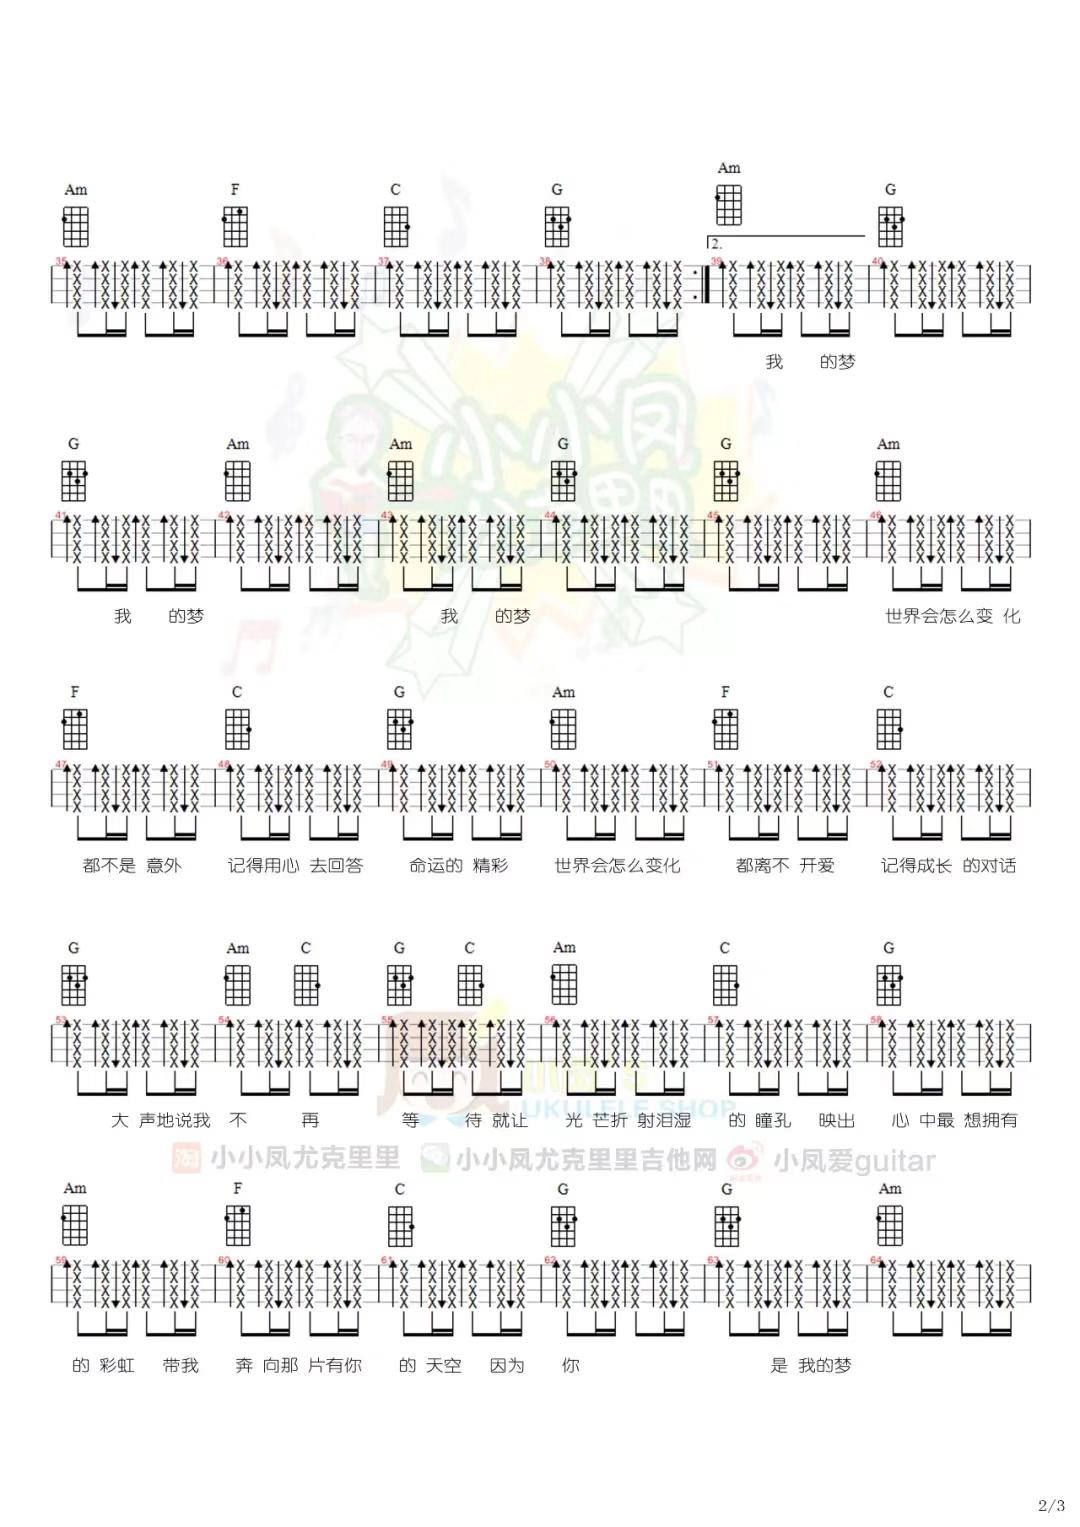 Am F C G Am G
35 36 37 38 2. 39 40
我 的梦
G Am Am G G Am
41 42 43 44 45 46
我 的梦 我 的梦 世界会怎么变 化
F C G Am F C
47 48 49 50 51 52
都不是 意外 记得用心 去回答 命运的 精彩 世界会怎么变化 都离不 开爱 记得成长 的对话
G Am C G C Am C G
53 54 55 56 57 58
小凤's
UKULELE SHOP
大 声地说我 不 再 等 待 就让 光 芒折 射泪湿 的 瞳孔 映出 心 中最 想拥有
淘 小小凤尤克里里 小小凤尤克里里吉他网 小凤爱guitar
Am F C G G Am
59 60 61 62 63 64
的 彩虹 带我 奔 向那 片有你 的 天空 因为 你 是 我的梦
2/3